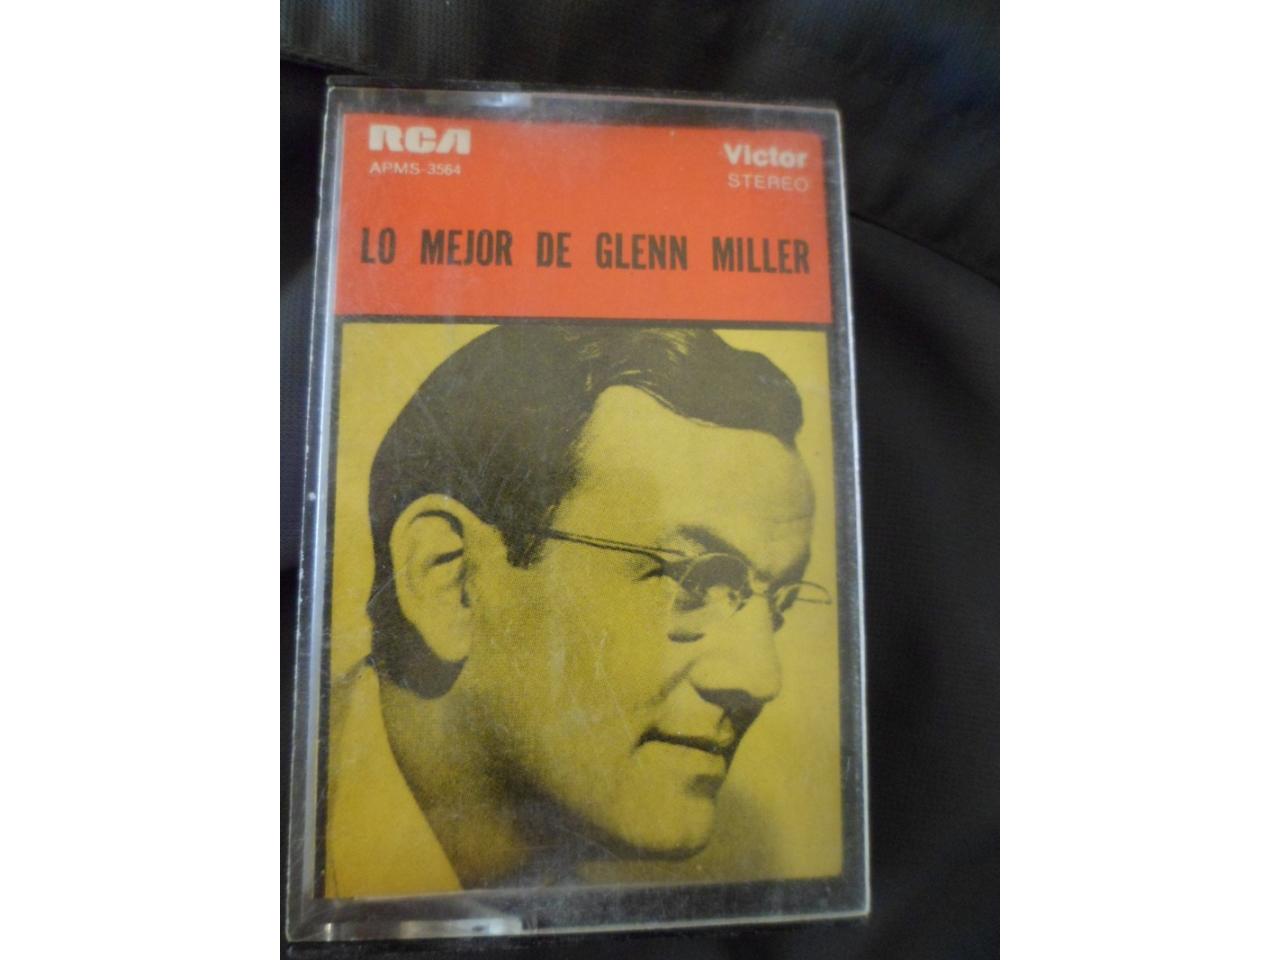 RCA
APMS-3564
Victor
STEREO
LO MEJOR DE GLENN MILLER